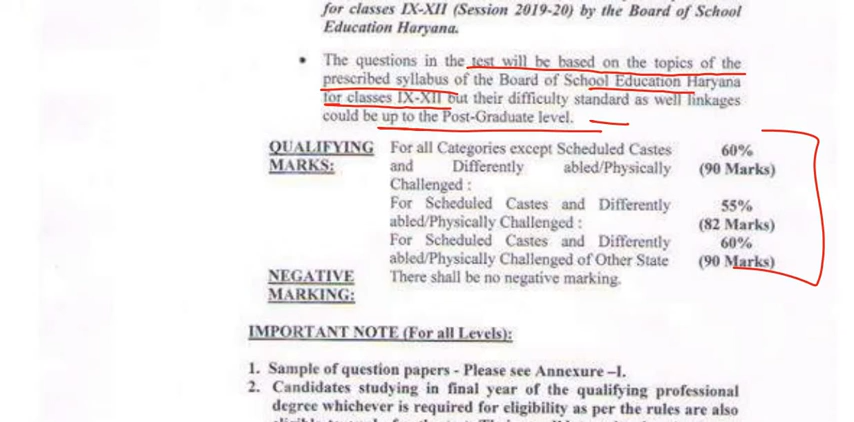 for classes IX-XII (Session 2019-20) by the Board of School
Education Haryana.
• The questions in the test will be based on the topics of the
prescribed syllabus of the Board of School Education Haryana
for classes IX-XII but their difficulty standard as well linkages
could be up to the Post-Graduate level.
QUALIFYING For all Categories except Scheduled Castes 60%
MARKS: and Differently abled/Physically (90 Marks)
Challenged :
For Scheduled Castes and Differently 55%
abled/Physically Challenged : (82 Marks)
For Scheduled Castes and Differently 60%
abled/Physically Challenged of Other State (90 Marks)
NEGATIVE There shall be no negative marking.
MARKING:
IMPORTANT NOTE (For all Levels):
1. Sample of question papers - Please see Annexure –I.
2. Candidates studying in final year of the qualifying professional
degree whichever is required for eligibility as per the rules are also